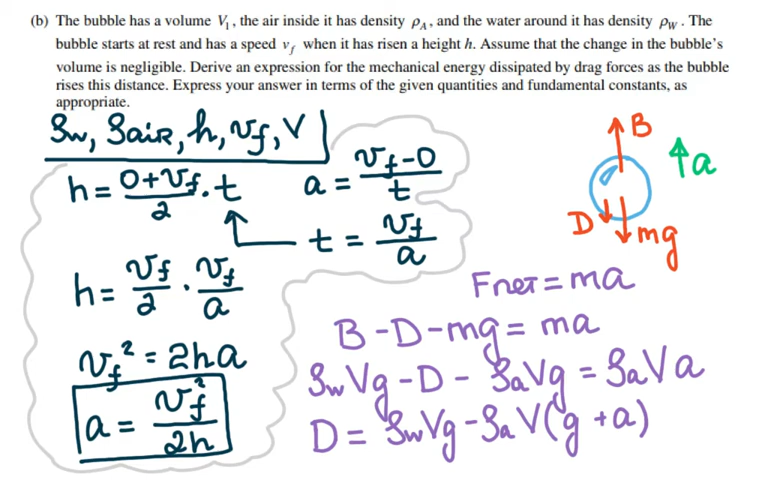 (b) The bubble has a volume V₁, the air inside it has density ρ_A, and the water around it has density ρ_W. The
bubble starts at rest and has a speed v_f when it has risen a height h. Assume that the change in the bubble's
volume is negligible. Derive an expression for the mechanical energy dissipated by drag forces as the bubble
rises this distance. Express your answer in terms of the given quantities and fundamental constants, as
appropriate.
ρw, ρair, h, vf, V
h = (0+vf)/2 · t
a = (vf-0)/t
t = vf/a
h = vf/2 · vf/a
vf² = 2ha
a = vf²/2h
B
a
D
mg
Fnet = ma
B - D - mg = ma
ρwVg - D - ρaVg = ρaVa
D = ρwVg - ρaV(g + a)